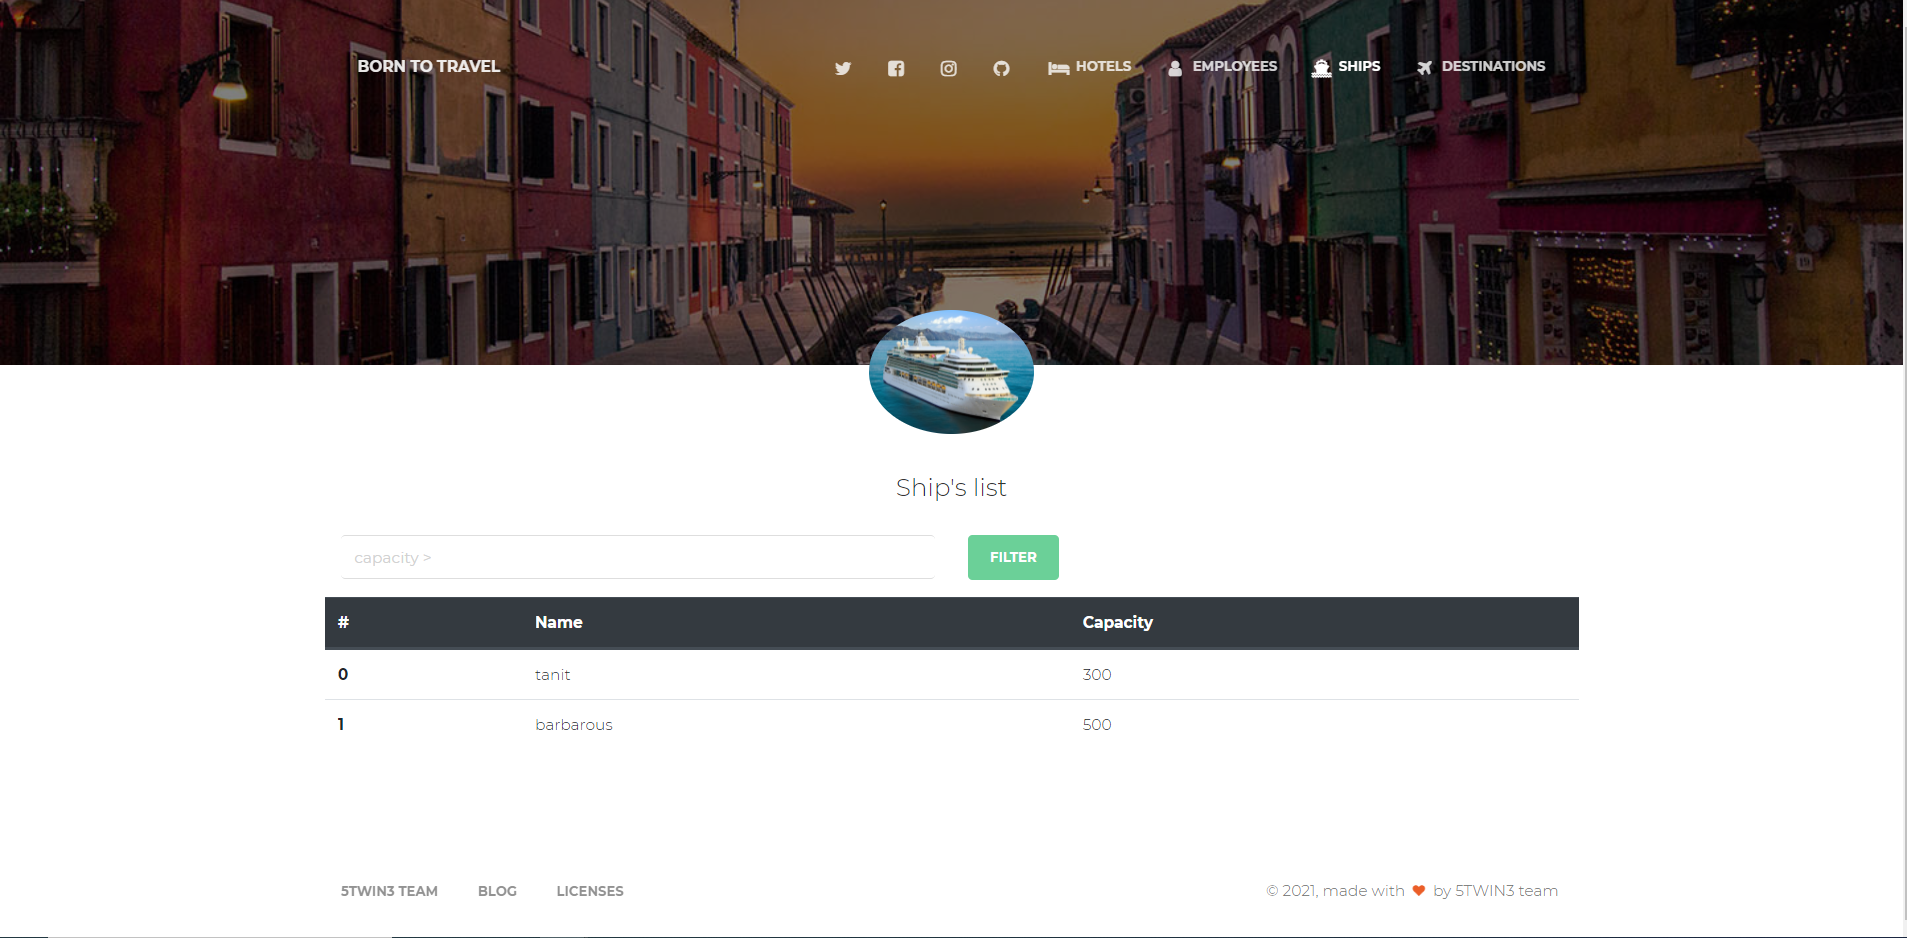 BORN TO TRAVEL HOTELS EMPLOYEES SHIPS DESTINATIONS
Ship's list
capacity >
FILTER
# Name Capacity
0 tanit 300
1 barbarous 500
5TWIN3 TEAM BLOG LICENSES © 2021, made with by 5TWIN3 team